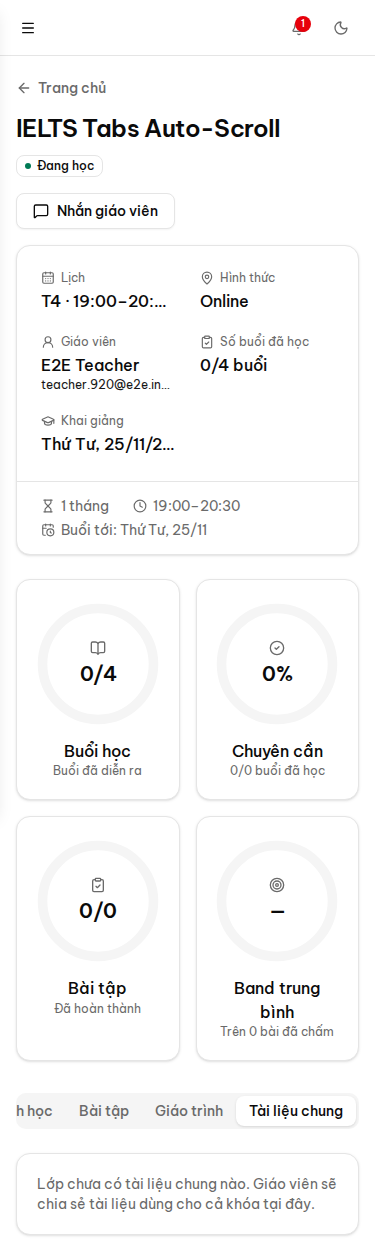 1
Trang chủ
IELTS Tabs Auto-Scroll
Đang học
Nhắn giáo viên
Lịch
Hình thức
T4 · 19:00–20:...
Online
Giáo viên
Số buổi đã học
E2E Teacher
0/4 buổi
teacher.920@e2e.in...
Khai giảng
Thứ Tư, 25/11/2...
1 tháng
19:00–20:30
Buổi tới: Thứ Tư, 25/11
0/4
0%
Buổi học
Chuyên cần
Buổi đã diễn ra
0/0 buổi đã học
0/0
—
Bài tập
Band trung
bình
Đã hoàn thành
Trên 0 bài đã chấm
h học
Bài tập
Giáo trình
Tài liệu chung
Lớp chưa có tài liệu chung nào. Giáo viên sẽ
chia sẻ tài liệu dùng cho cả khóa tại đây.